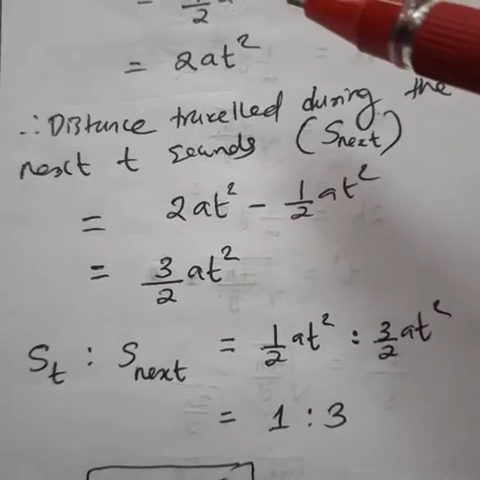 = 2at²
∴ Distance travelled during the
next t seconds (Snext)
= 2at² - 1/2 at²
= 3/2 at²
St : Snext = 1/2 at² : 3/2 at²
= 1 : 3